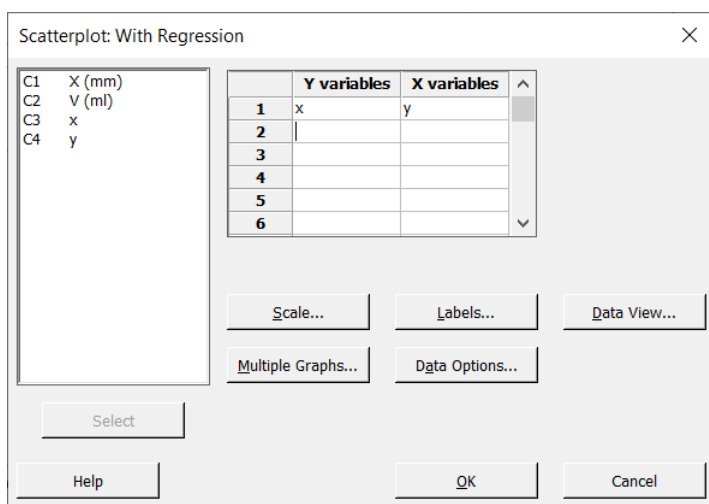 Scatterplot: With Regression
C1 X (mm)
C2 V (ml)
C3 x
C4 y
Y variables X variables
1 x y
2
3
4
5
6
Scale... Labels... Data View...
Multiple Graphs... Data Options...
Select
Help OK Cancel